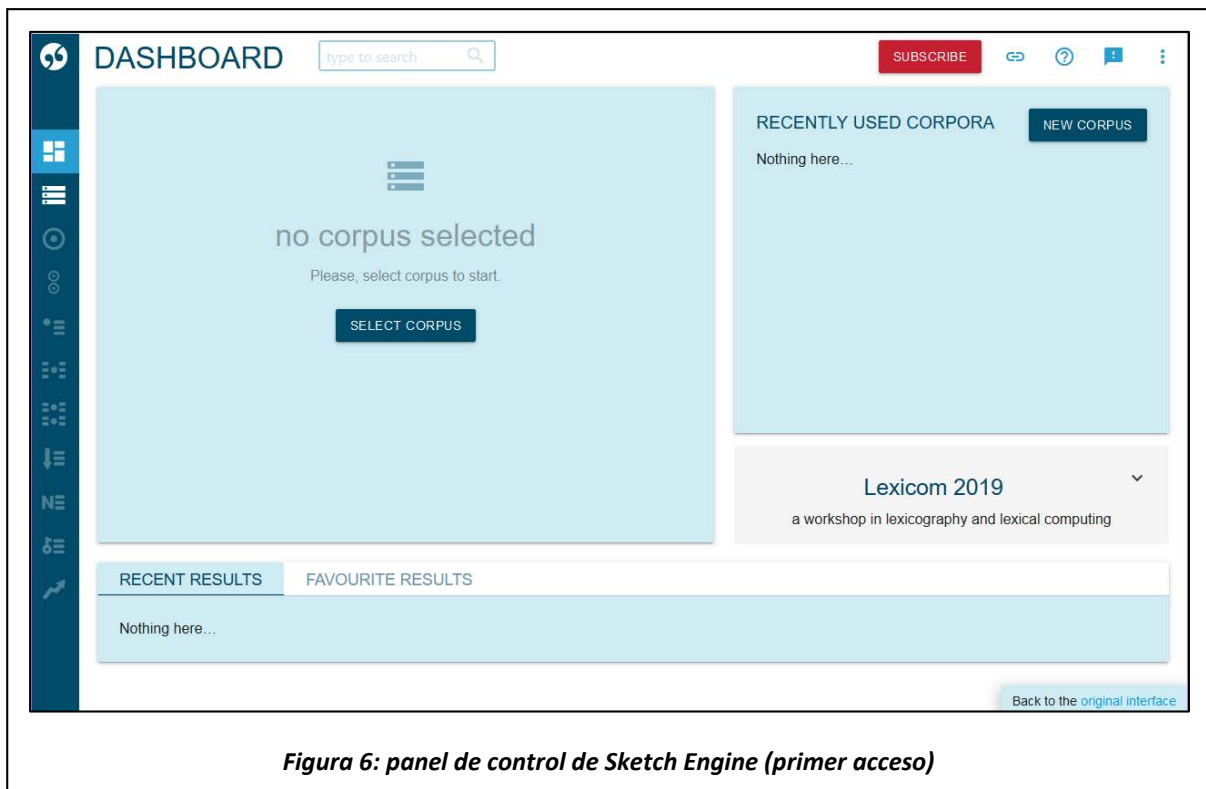 DASHBOARD
type to search
SUBSCRIBE
RECENTLY USED CORPORA
NEW CORPUS
Nothing here...
no corpus selected
Please, select corpus to start.
SELECT CORPUS
Lexicom 2019
a workshop in lexicography and lexical computing
RECENT RESULTS
FAVOURITE RESULTS
Nothing here...
Back to the original interface
Figura 6: panel de control de Sketch Engine (primer acceso)